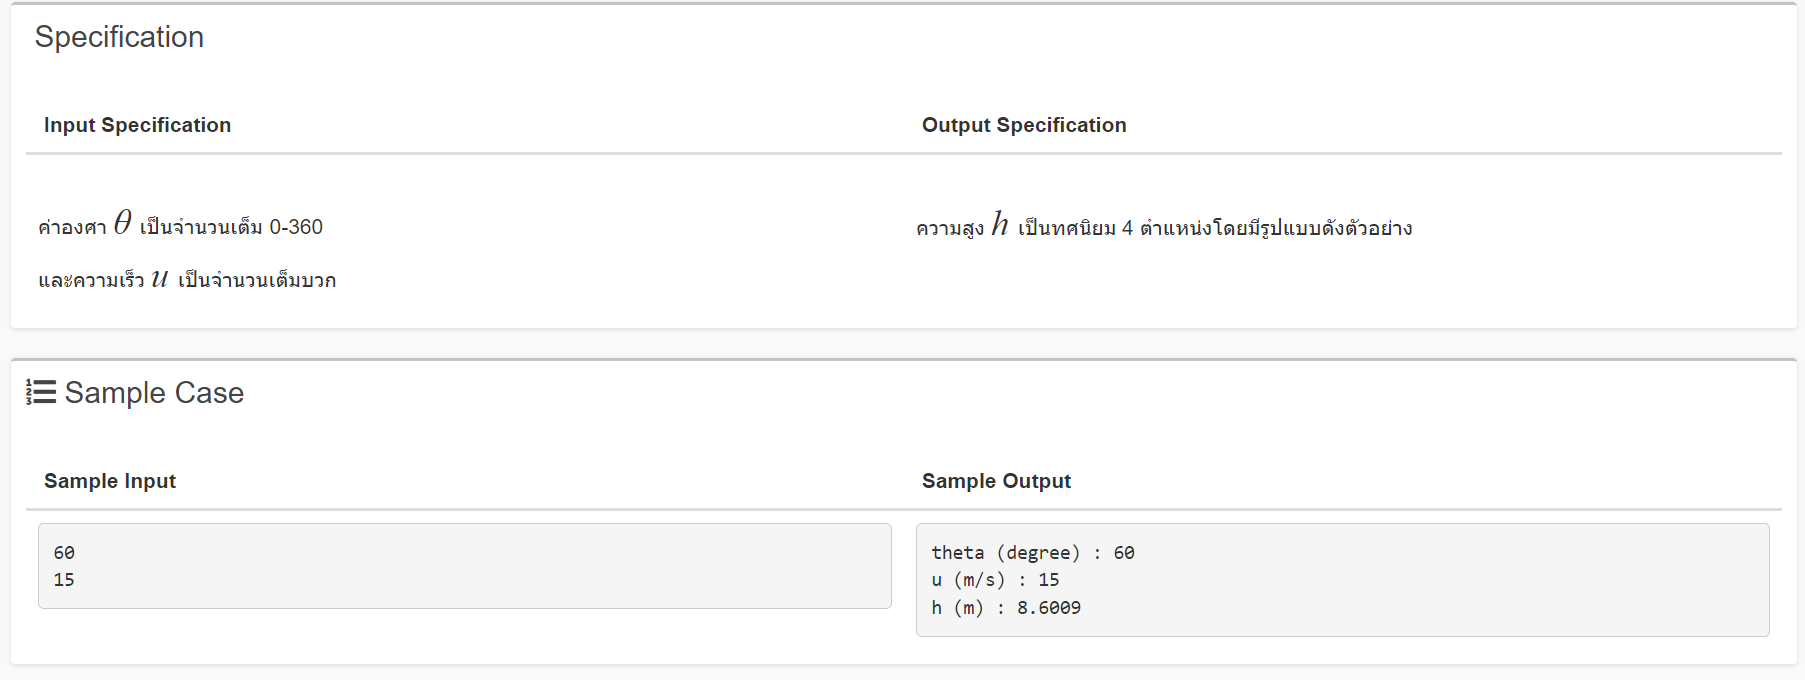 Specification
Input Specification
Output Specification
ค่าองศา θ เป็นจำนวนเต็ม 0-360
ความสูง h เป็นทศนิยม 4 ตำแหน่งโดยมีรูปแบบดังตัวอย่าง
และความเร็ว u เป็นจำนวนเต็มบวก
Sample Case
Sample Input
Sample Output
60
15
theta (degree) : 60
u (m/s) : 15
h (m) : 8.6009